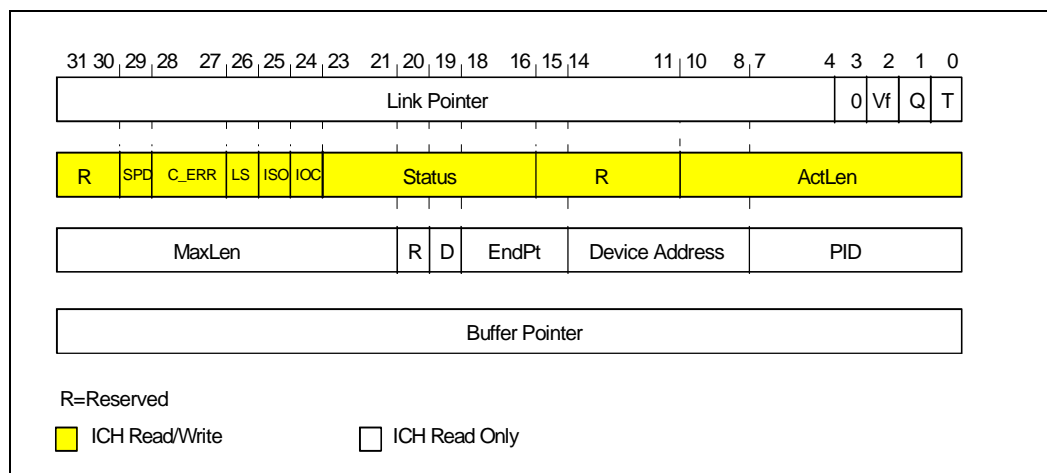 31 30 29 28 27 26 25 24 23 21 20 19 18 16 15 14 11 10 8 7 4 3 2 1 0
Link Pointer 0 Vf Q T
R SPD C_ERR LS ISO IOC Status R ActLen
MaxLen R D EndPt Device Address PID
Buffer Pointer
R=Reserved
ICH Read/Write ICH Read Only